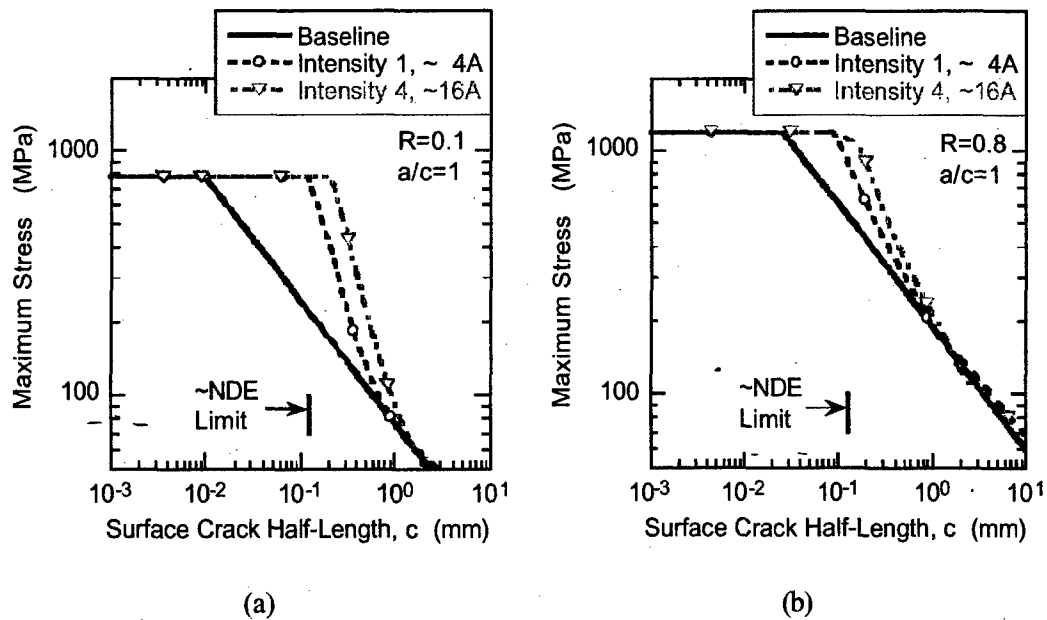 Baseline
Intensity 1, ~ 4A
Intensity 4, ~16A
R=0.1
a/c=1
1000
100
Maximum Stress (MPa)
~NDE
Limit
10-3
10-2
10-1
100
101
Surface Crack Half-Length, c (mm)
(a)
Baseline
Intensity 1, ~ 4A
Intensity 4, ~16A
R=0.8
a/c=1
1000
100
Maximum Stress (MPa)
~NDE
Limit
10-3
10-2
10-1
100
101
Surface Crack Half-Length, c (mm)
(b)